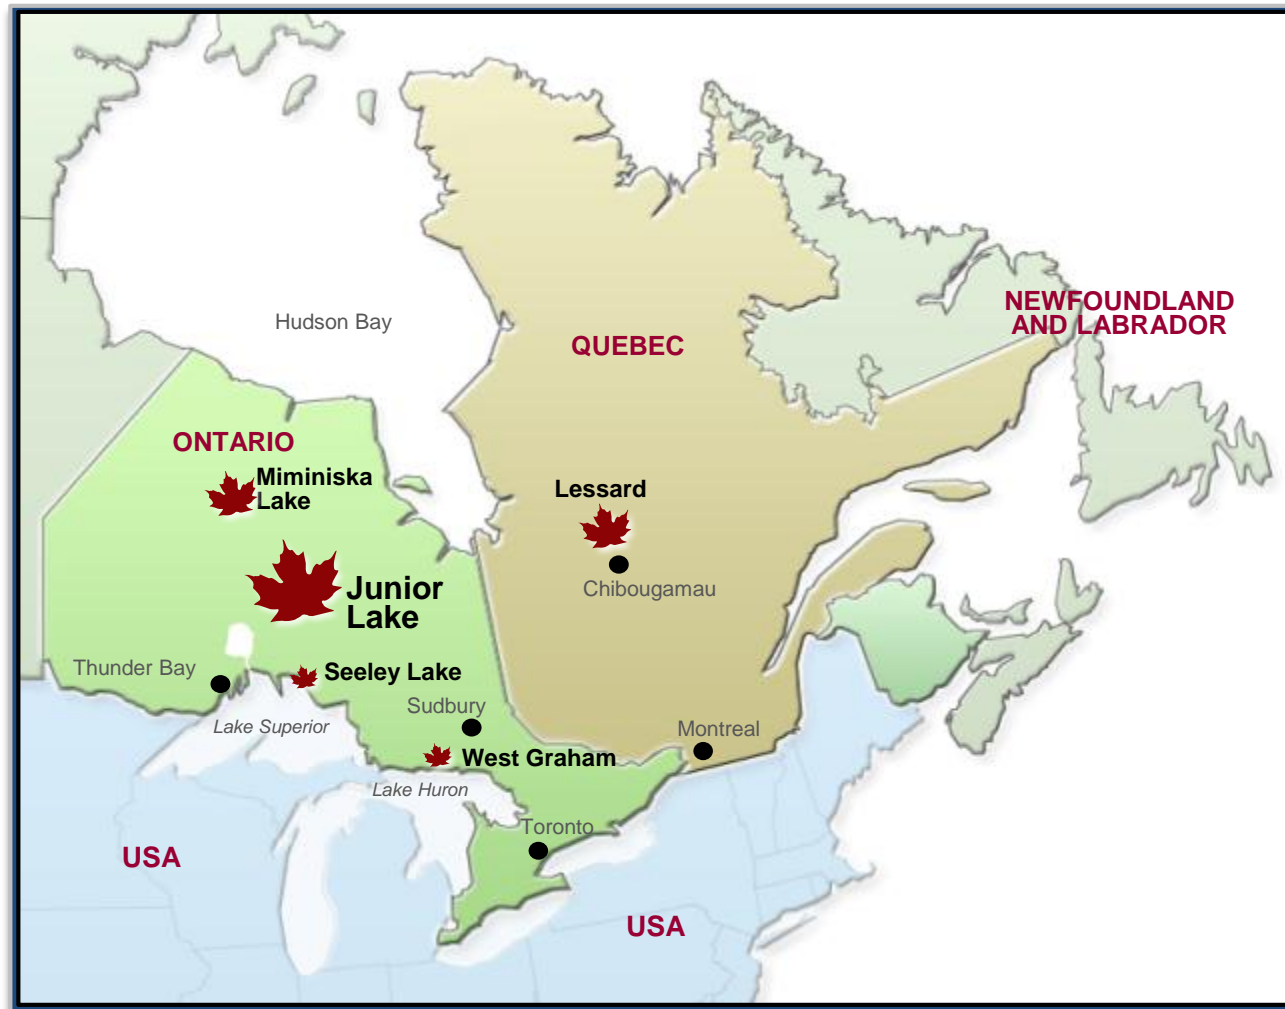 Hudson Bay
NEWFOUNDLAND
AND LABRADOR
QUEBEC
ONTARIO
Miminiska
Lake
Lessard
Junior
Lake
Chibougamau
Thunder Bay
Seeley Lake
Sudbury
Lake Superior
Montreal
West Graham
Lake Huron
Toronto
USA
USA